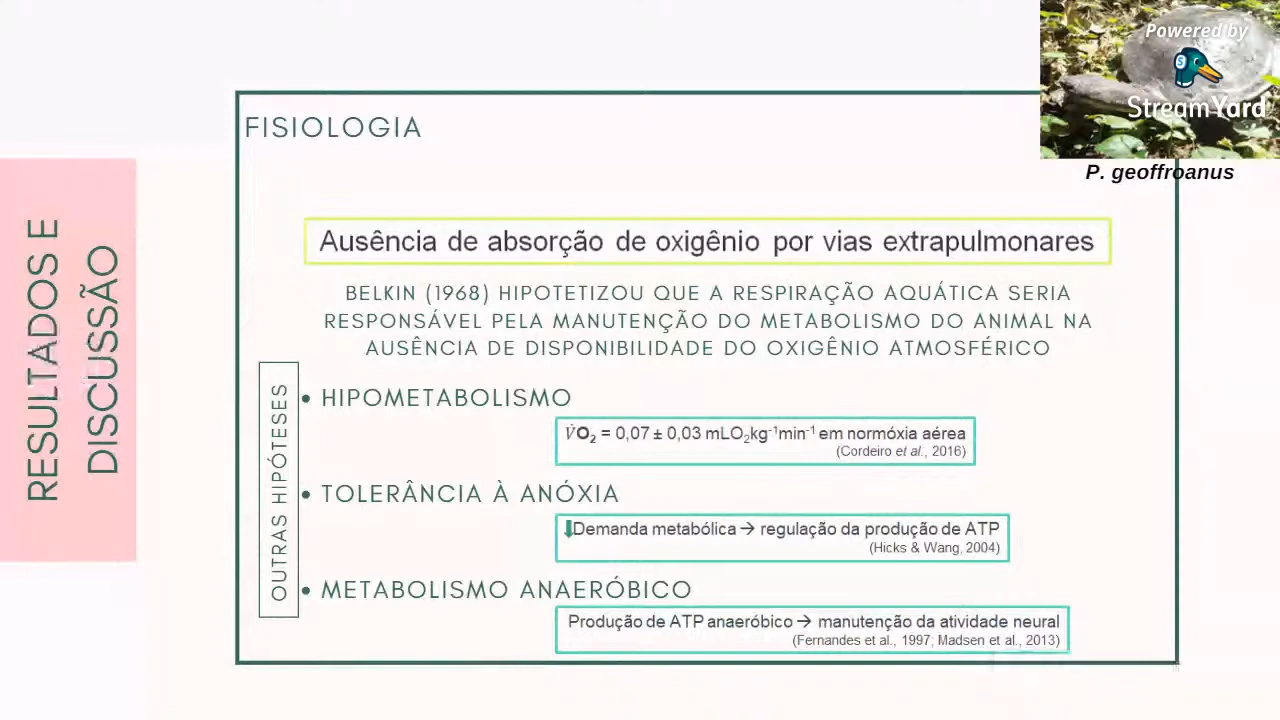 Powered by
StreamYard
P. geoffroanus
RESULTADOS E
DISCUSSÃO
FISIOLOGIA
Ausência de absorção de oxigênio por vias extrapulmonares
BELKIN (1968) HIPOTETIZOU QUE A RESPIRAÇÃO AQUÁTICA SERIA
RESPONSÁVEL PELA MANUTENÇÃO DO METABOLISMO DO ANIMAL NA
AUSÊNCIA DE DISPONIBILIDADE DO OXIGÊNIO ATMOSFÉRICO
OUTRAS HIPÓTESES
• HIPOMETABOLISMO
V̇O₂ = 0,07 ± 0,03 mLO₂kg⁻¹min⁻¹ em normóxia aérea
(Cordeiro et al., 2016)
• TOLERÂNCIA À ANÓXIA
⬇Demanda metabólica → regulação da produção de ATP
(Hicks & Wang, 2004)
• METABOLISMO ANAERÓBICO
Produção de ATP anaeróbico → manutenção da atividade neural
(Fernandes et al., 1997; Madsen et al., 2013)